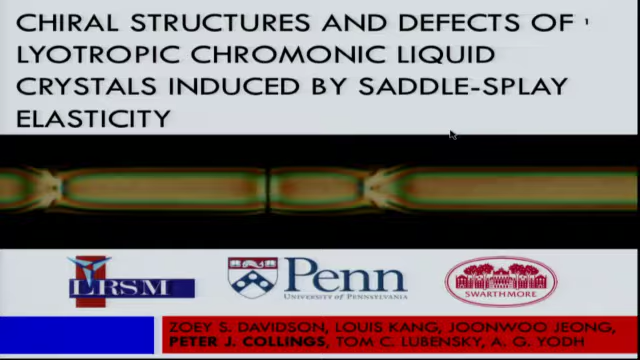 CHIRAL STRUCTURES AND DEFECTS OF
LYOTROPIC CHROMONIC LIQUID
CRYSTALS INDUCED BY SADDLE-SPLAY
ELASTICITY
LRSM
Penn
UNIVERSITY OF PENNSYLVANIA
SWARTHMORE
ZOEY S. DAVIDSON, LOUIS KANG, JOONWOO JEONG,
PETER J. COLLINGS, TOM C. LUBENSKY, A. G. YODH